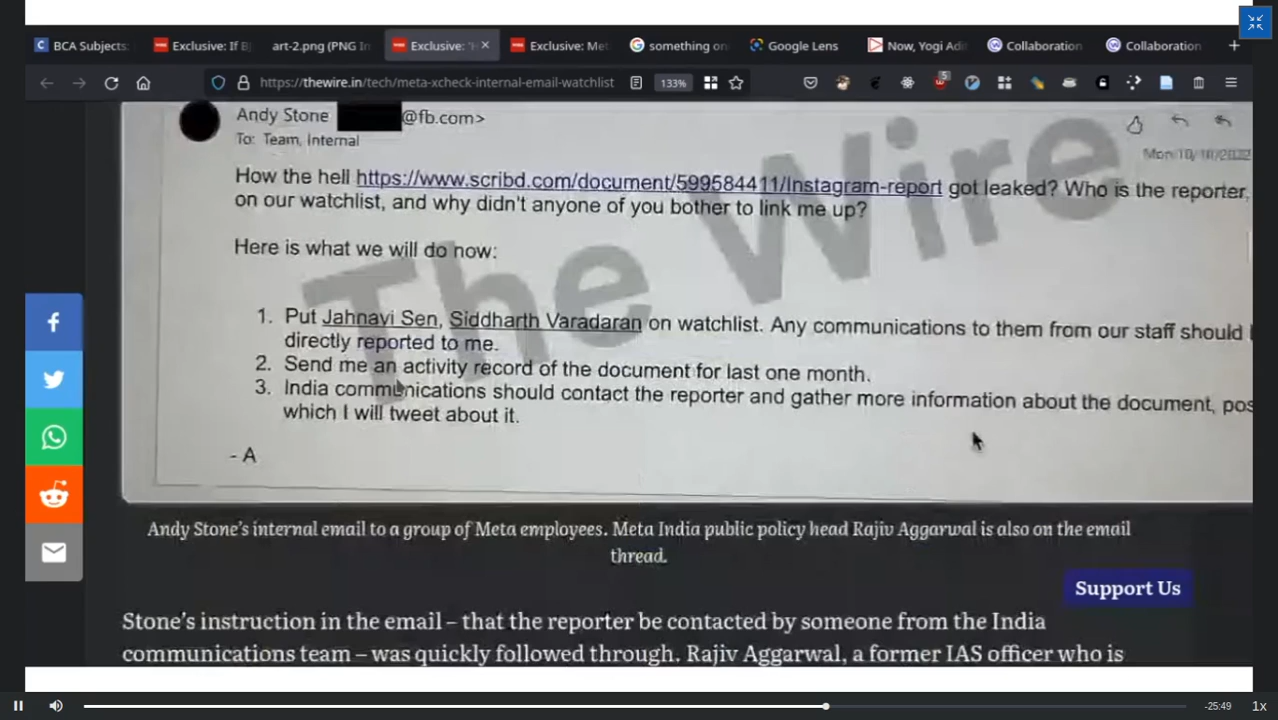 BCA Subjects:
Exclusive: If B
art-2.png (PNG Im
Exclusive: "H
Exclusive: Met
something on
Google Lens
Now, Yogi Adit
Collaboration
Collaboration
https://thewire.in/tech/meta-xcheck-internal-email-watchlist
133%
5
Andy Stone @fb.com>
To: Team, Internal
Mon 10/10/2022
How the hell https://www.scribd.com/document/599584411/Instagram-report got leaked? Who is the reporter,
on our watchlist, and why didn't anyone of you bother to link me up?
Here is what we will do now:
1. Put Jahnavi Sen, Siddharth Varadaran on watchlist. Any communications to them from our staff should
directly reported to me.
2. Send me an activity record of the document for last one month.
3. India communications should contact the reporter and gather more information about the document, pos
which I will tweet about it.
- A
The Wire
Andy Stone's internal email to a group of Meta employees. Meta India public policy head Rajiv Aggarwal is also on the email
thread.
Support Us
Stone's instruction in the email – that the reporter be contacted by someone from the India
communications team – was quickly followed through. Rajiv Aggarwal, a former IAS officer who is
-25:49
1x